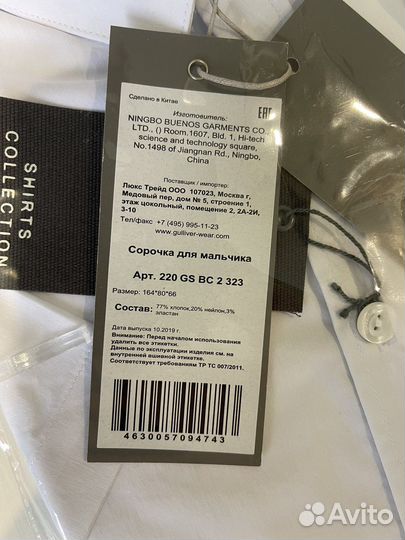 Сделано в Китае
EAC
Изготовитель:
NINGBO BUENOS GARMENTS CO.,
LTD., () Room.1607, Bld. 1, Hi-tech
science and technology square,
No.1498 of Jiangnan Rd., Ningbo,
China
Поставщик / импортер:
Люкс Трейд ООО 107023, Москва г,
Медовый пер, дом № 5, строение 1,
этаж цокольный, помещение 2, 2А-2И,
3-10
Тел/факс +7 (495) 995-11-23
www.gulliver-wear.com
Сорочка для мальчика
Арт. 220 GS BC 2 323
Размер: 164*80*66
Состав: 77% хлопок,20% нейлон,3%
эластан
Дата выпуска 10.2019 г.
Внимание: Перед началом использования
удалить все этикетки.
Данные по эксплуатации изделия см. на
внутренней вшивной этикетке.
Соответствует требованиям ТР ТС 007/2011.
4630057094743
SHIRTS
COLLECTION
Avito